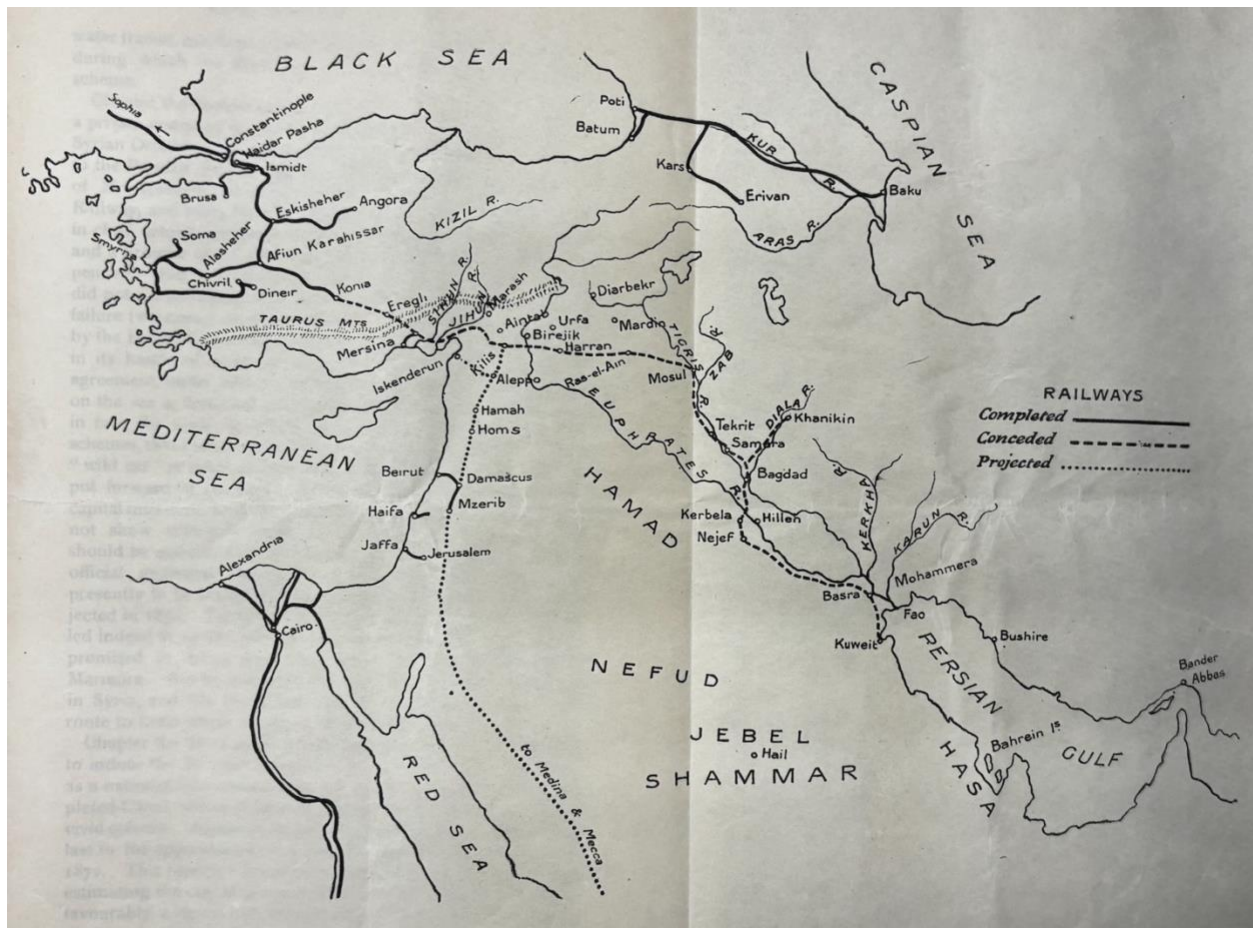 BLACK SEA
CASPIAN SEA
Sophia
Constantinople
Haidar Pasha
Ismidt
Poti
Batum
KUR R.
Kars
Erivan
Baku
ARAS R.
Brusa
Eskisheher
Angora
KIZIL R.
Smyrna
Soma
Alasheher
Afiun Karahissar
Chivril
Dineir
Konia
Eregli
SIHUN R.
JIHUN R.
Marash
TAURUS MTS
Diarbekr
Mersina
Aintab
Urfa
Birejik
Mardin
TIGRIS R.
ZAB R.
Harran
Iskenderun
Kilis
Aleppo
Ras-el-Ain
Mosul
EUPHRATES R.
MEDITERRANEAN SEA
Hamah
Homs
Tekrit
Samara
DIALA R.
Khanikin
Bagdad
RAILWAYS
Completed
Conceded
Projected
Beirut
Damascus
Mzerib
HAMAD
Kerbela
Hilleh
Nejef
KERKHA R.
KARUN R.
Haifa
Jaffa
Jerusalem
Alexandria
Cairo
Mohammera
Basra
Fao
Kuweit
Bushire
PERSIAN GULF
Bander Abbas
NEFUD
JEBEL SHAMMAR
Hail
HASA
Bahrein Is
RED SEA
to Medina & Mecca